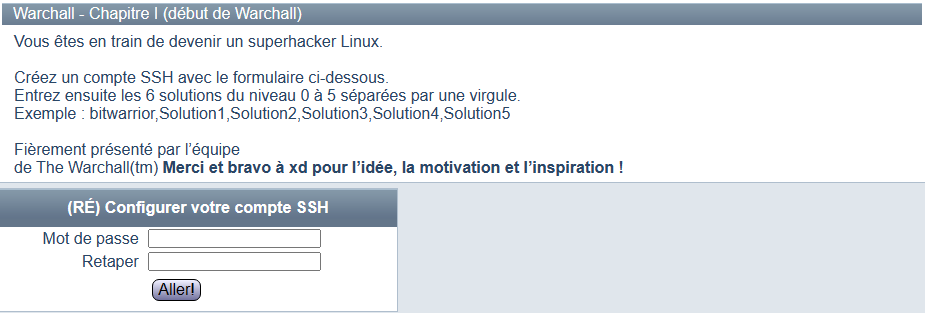 Warchall - Chapitre I (début de Warchall)
Vous êtes en train de devenir un superhacker Linux.
Créez un compte SSH avec le formulaire ci-dessous.
Entrez ensuite les 6 solutions du niveau 0 à 5 séparées par une virgule.
Exemple : bitwarrior,Solution1,Solution2,Solution3,Solution4,Solution5
Fièrement présenté par l’équipe
de The Warchall(tm) Merci et bravo à xd pour l’idée, la motivation et l’inspiration !
(RÉ) Configurer votre compte SSH
Mot de passe
Retaper
Aller!